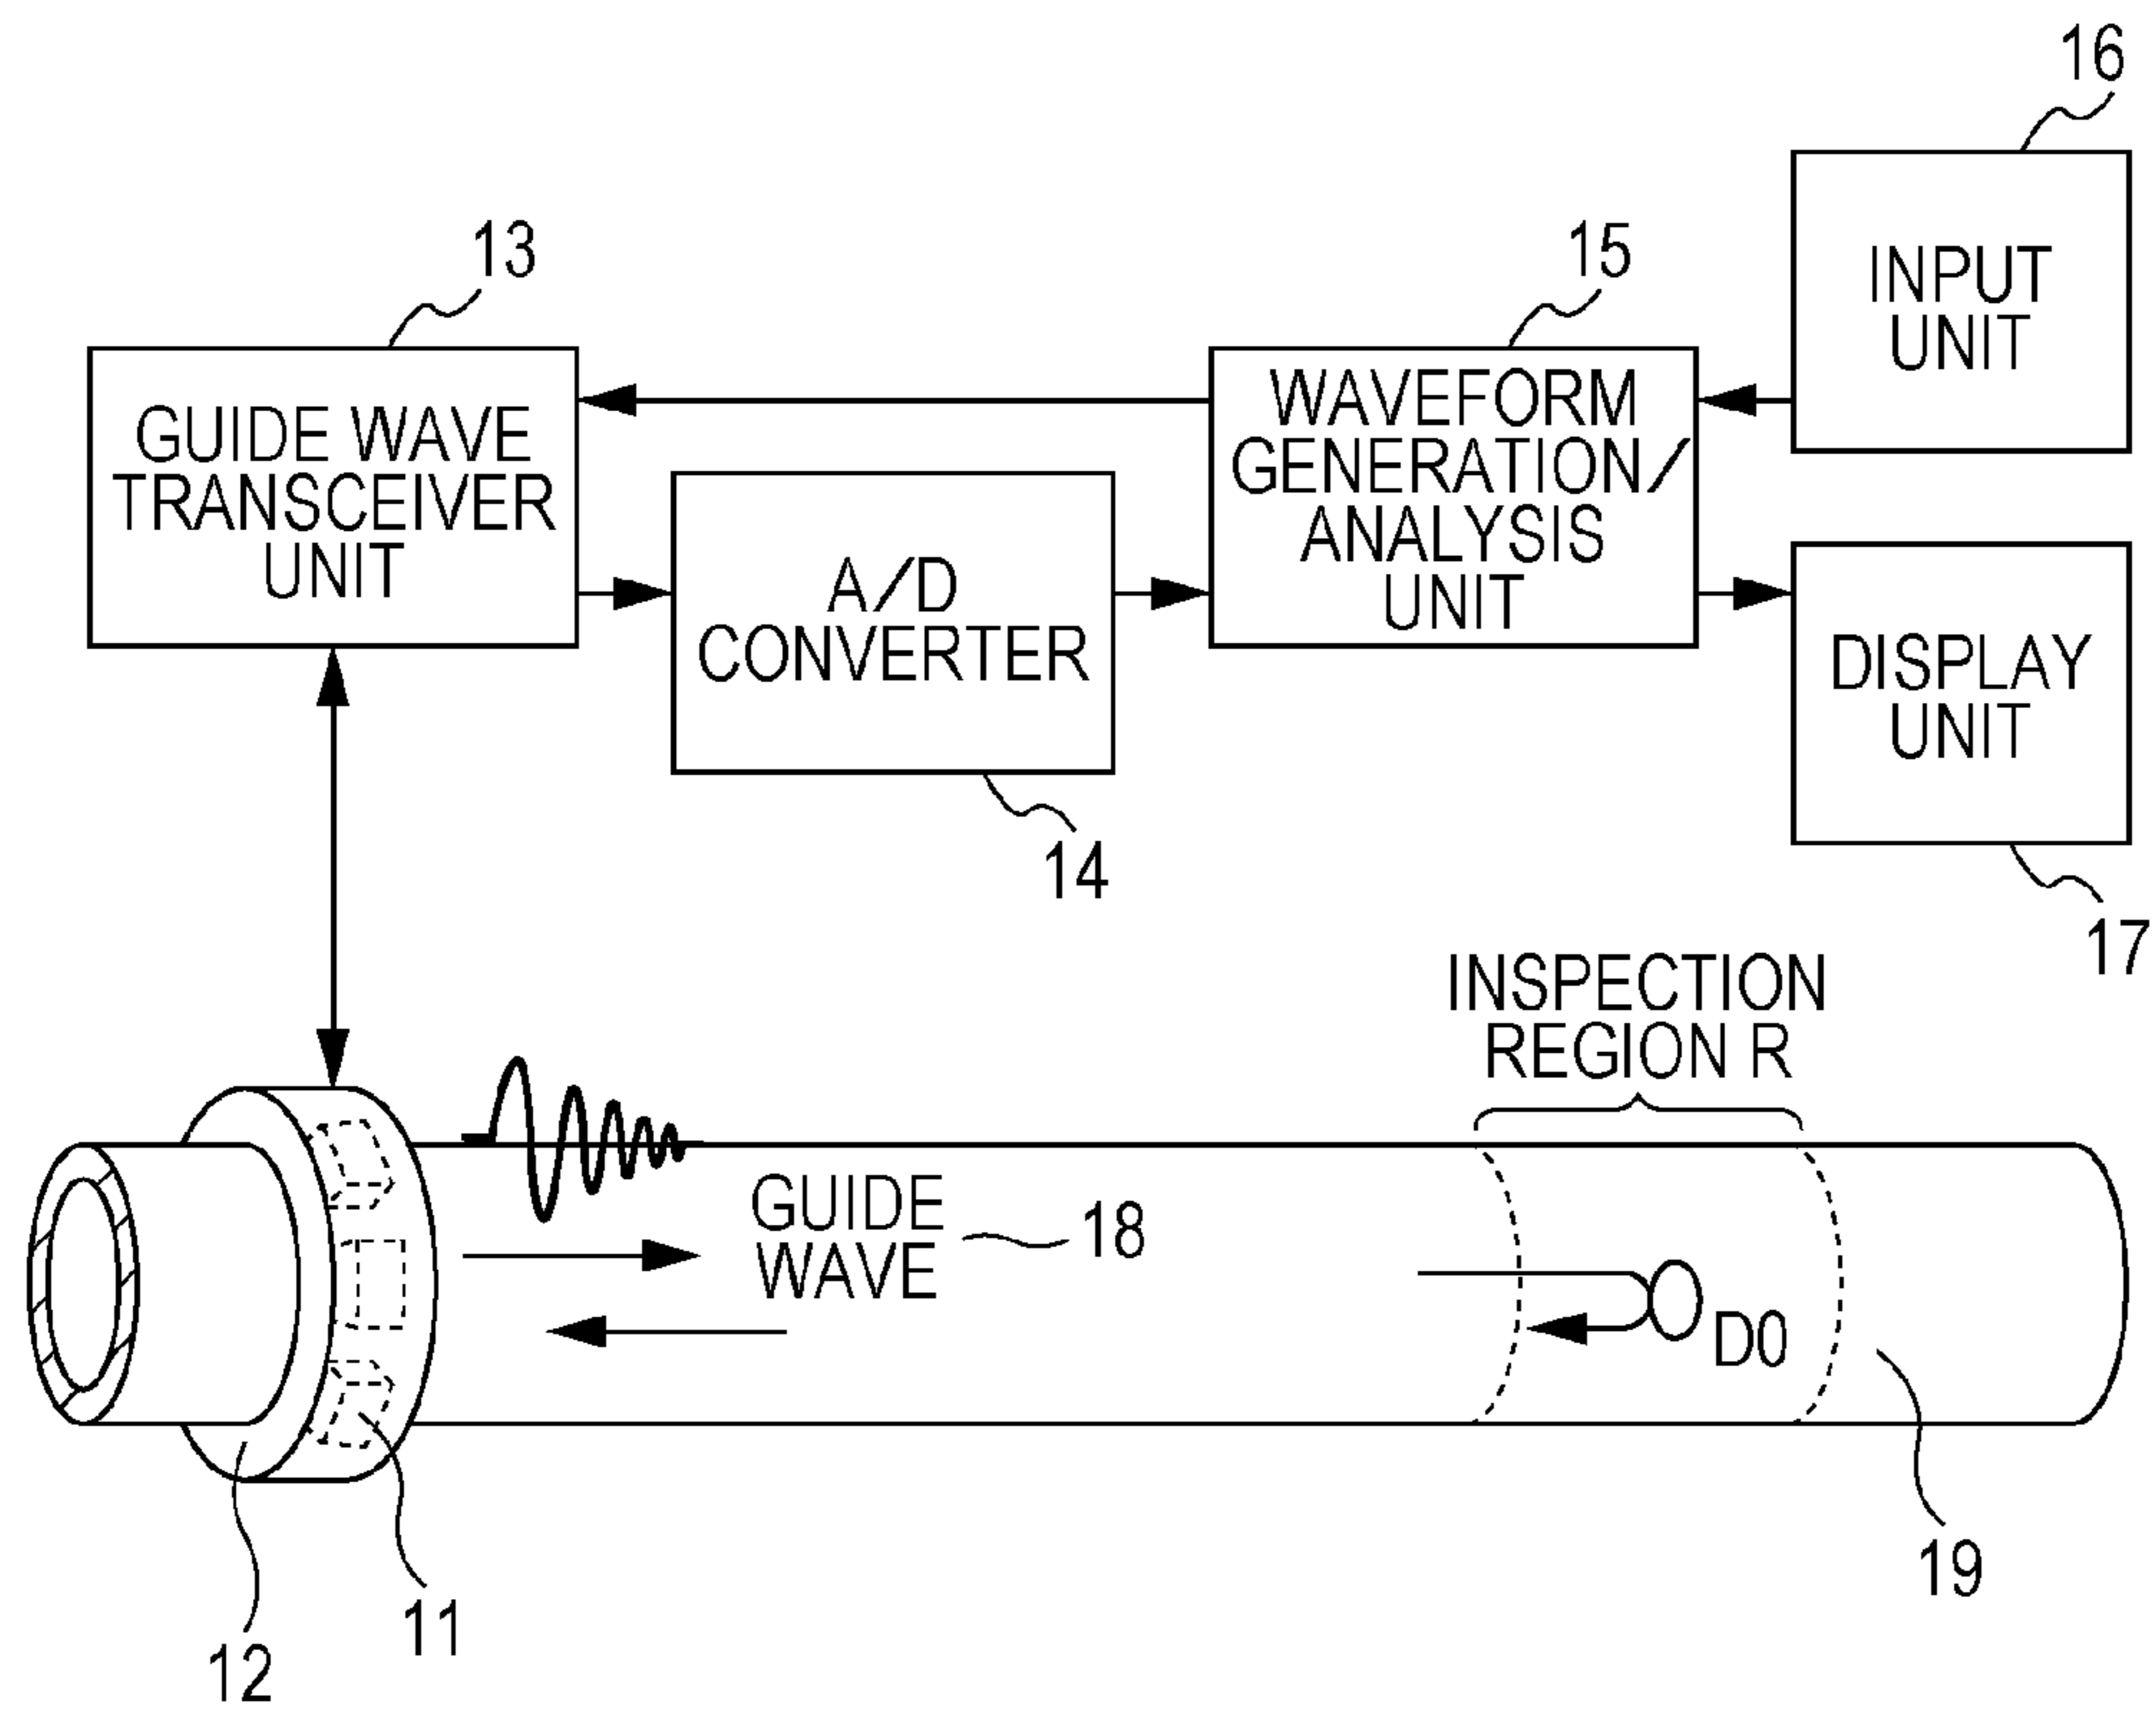 16
INPUT
UNIT
13
15
GUIDE WAVE
TRANSCEIVER
UNIT
WAVEFORM
GENERATION/
ANALYSIS
UNIT
A/D
CONVERTER
14
DISPLAY
UNIT
17
INSPECTION
REGION R
GUIDE
WAVE
18
D0
19
11
12